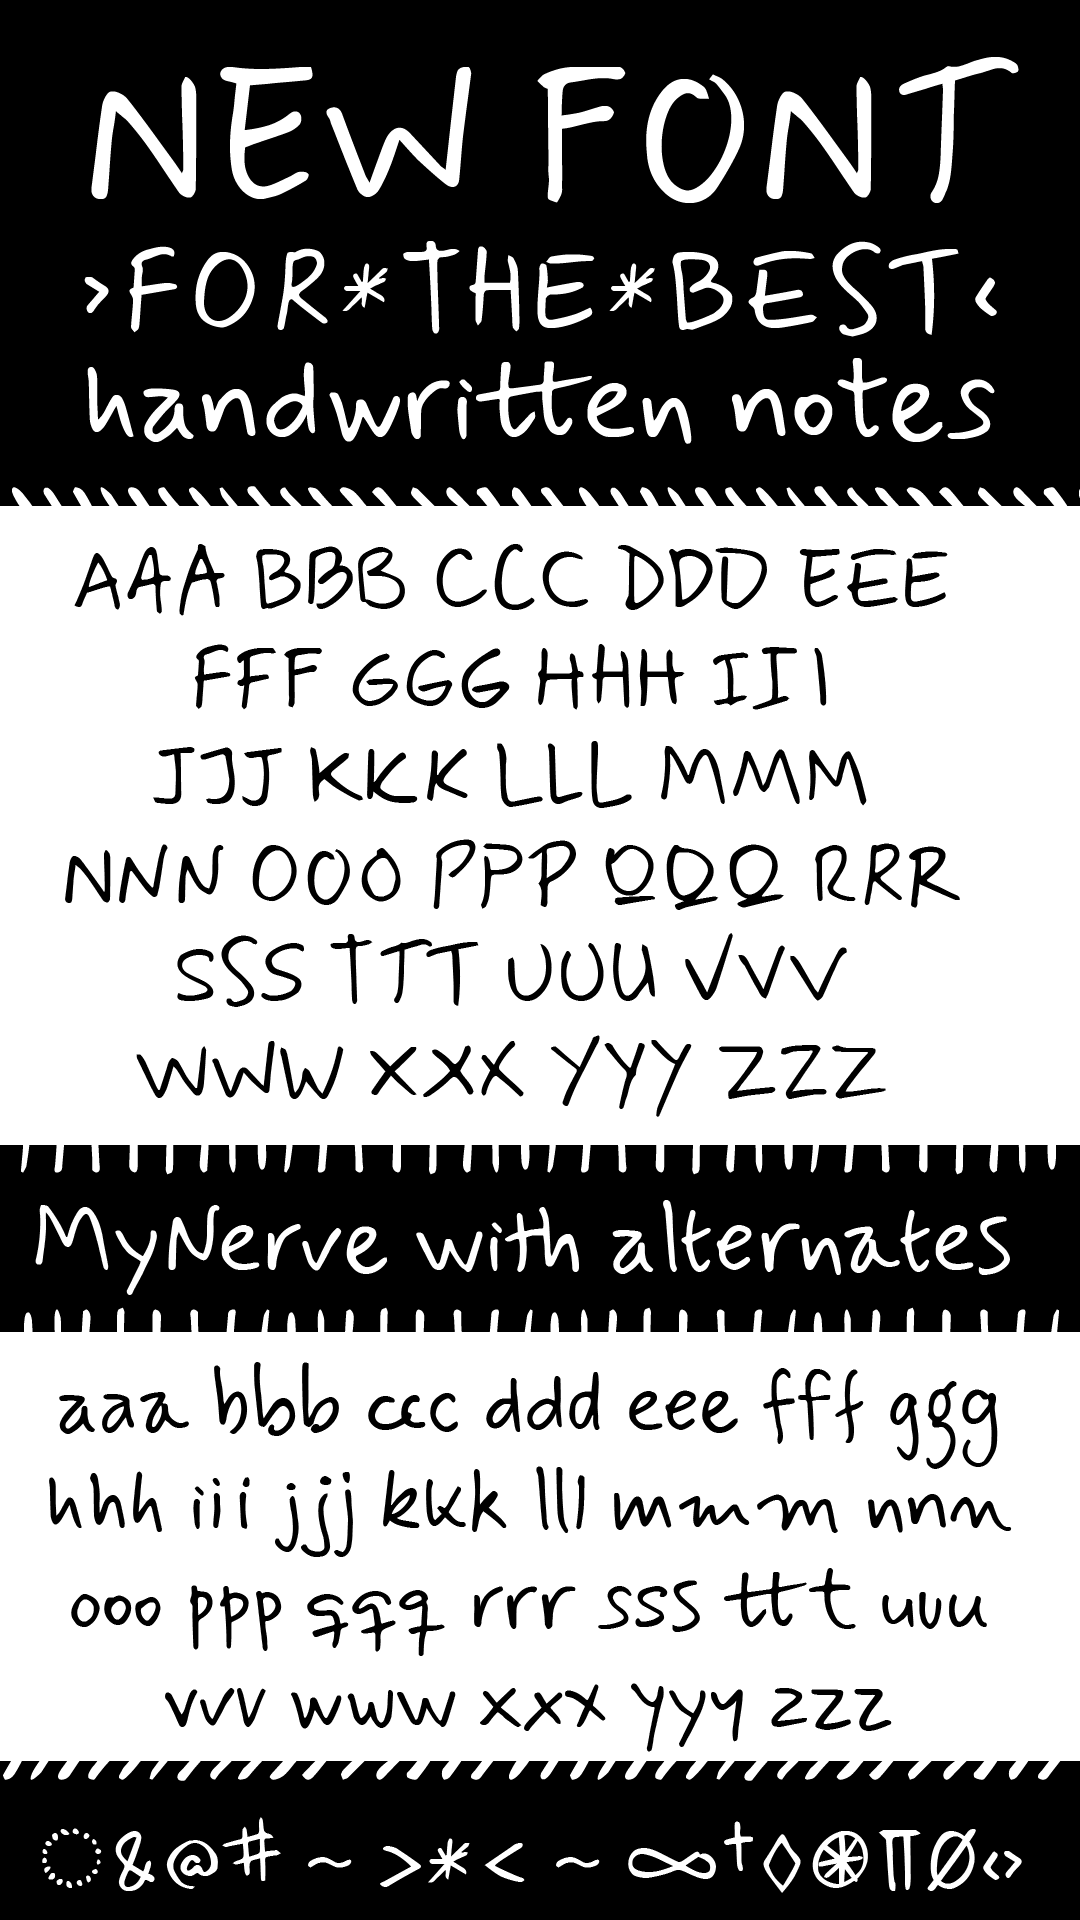 NEW FONT
›FOR*THE*BEST‹
handwritten notes
AAA BBB CCC DDD EEE
FFF GGG HHH III
JJJ KKK LLL MMM
NNN OOO PPP QQQ RRR
SSS TTT UUU VVV
WWW XXX YYY ZZZ
MyNerve with alternates
aaa bbb ccc ddd eee fff ggg
hhh iii jjj kkk lll mmm nnn
ooo ppp qqq rrr sss ttt uuu
vvv www xxx yyy zzz
◌&@# ~ >*< ~ ∞†◊⊛π∅‹›